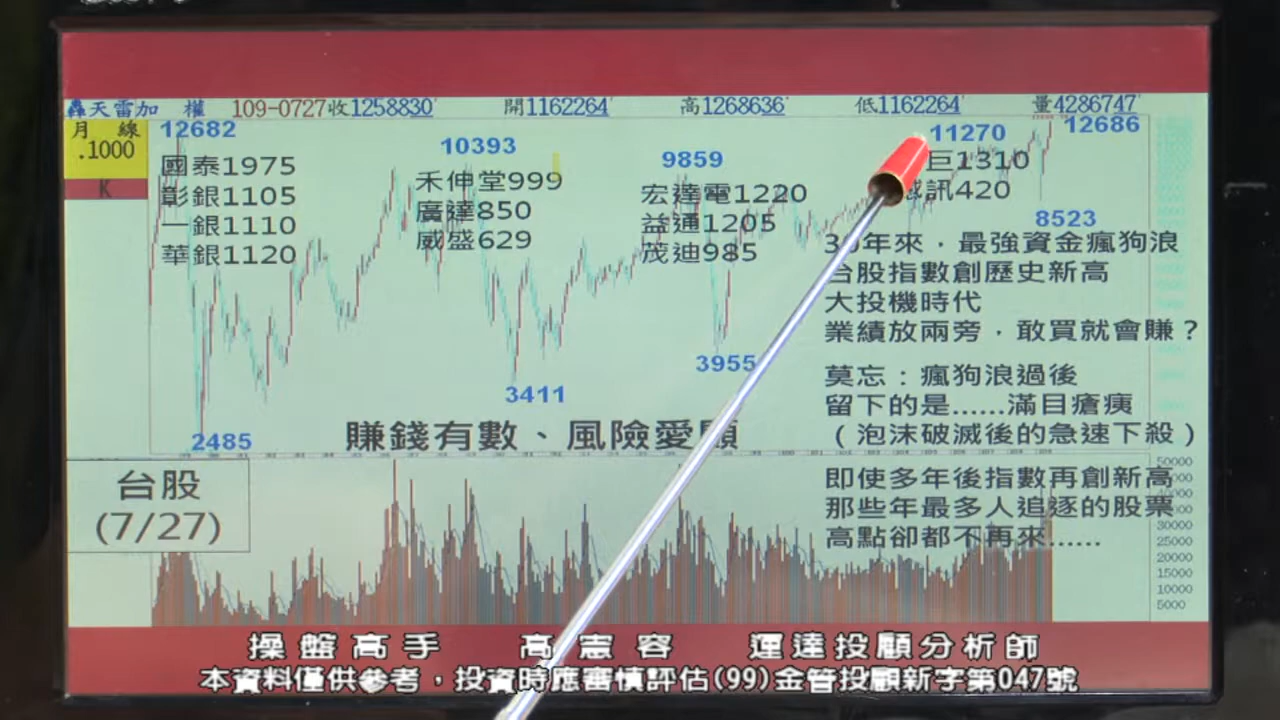 轟天雷加 權 109-0727收1258830 開1162264 高1268636 低1162264 量4286747
月 線
.1000
K
12682
國泰1975
彰銀1105
一銀1110
華銀1120
2485
10393
禾伸堂999
廣達850
威盛629
3411
9859
宏達電1220
益通1205
茂迪985
3955
11270
巨1310
訊420
12686
8523
年來，最強資金瘋狗浪
台股指數創歷史新高
大投機時代
業績放兩旁，敢買就會賺？
莫忘：瘋狗浪過後
留下的是......滿目瘡痍
（泡沫破滅後的急速下殺）
即使多年後指數再創新高
那些年最多人追逐的股票
高點卻都不再來......
賺錢有數、風險愛顧
台股
(7/27)
50000
30000
25000
20000
15000
10000
5000
操盤高手 高憲容 運達投顧分析師
本資料僅供參考，投資時應審慎評估(99)金管投顧新字第047號